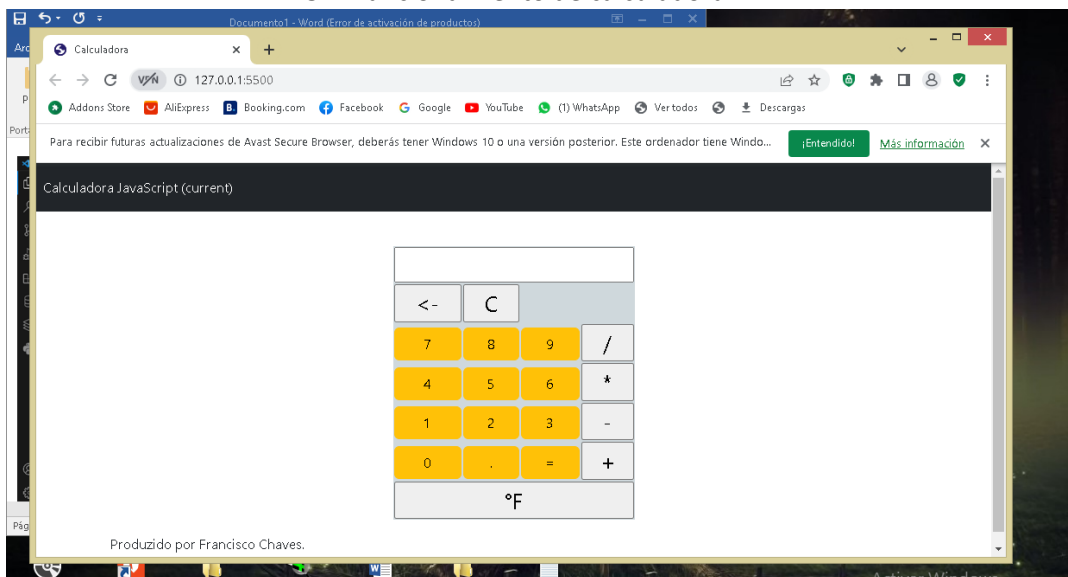 Documento1 - Word (Error de activación de productos)
Calculadora
VPN 127.0.0.1:5500
Addons Store AliExpress Booking.com Facebook Google YouTube (1) WhatsApp Ver todos Descargas
Para recibir futuras actualizaciones de Avast Secure Browser, deberás tener Windows 10 o una versión posterior. Este ordenador tiene Windo... ¡Entendido! Más información
Calculadora JavaScript (current)
<- C
7 8 9 /
4 5 6 *
1 2 3 -
0 . = +
°F
Pág
Produzido por Francisco Chaves.